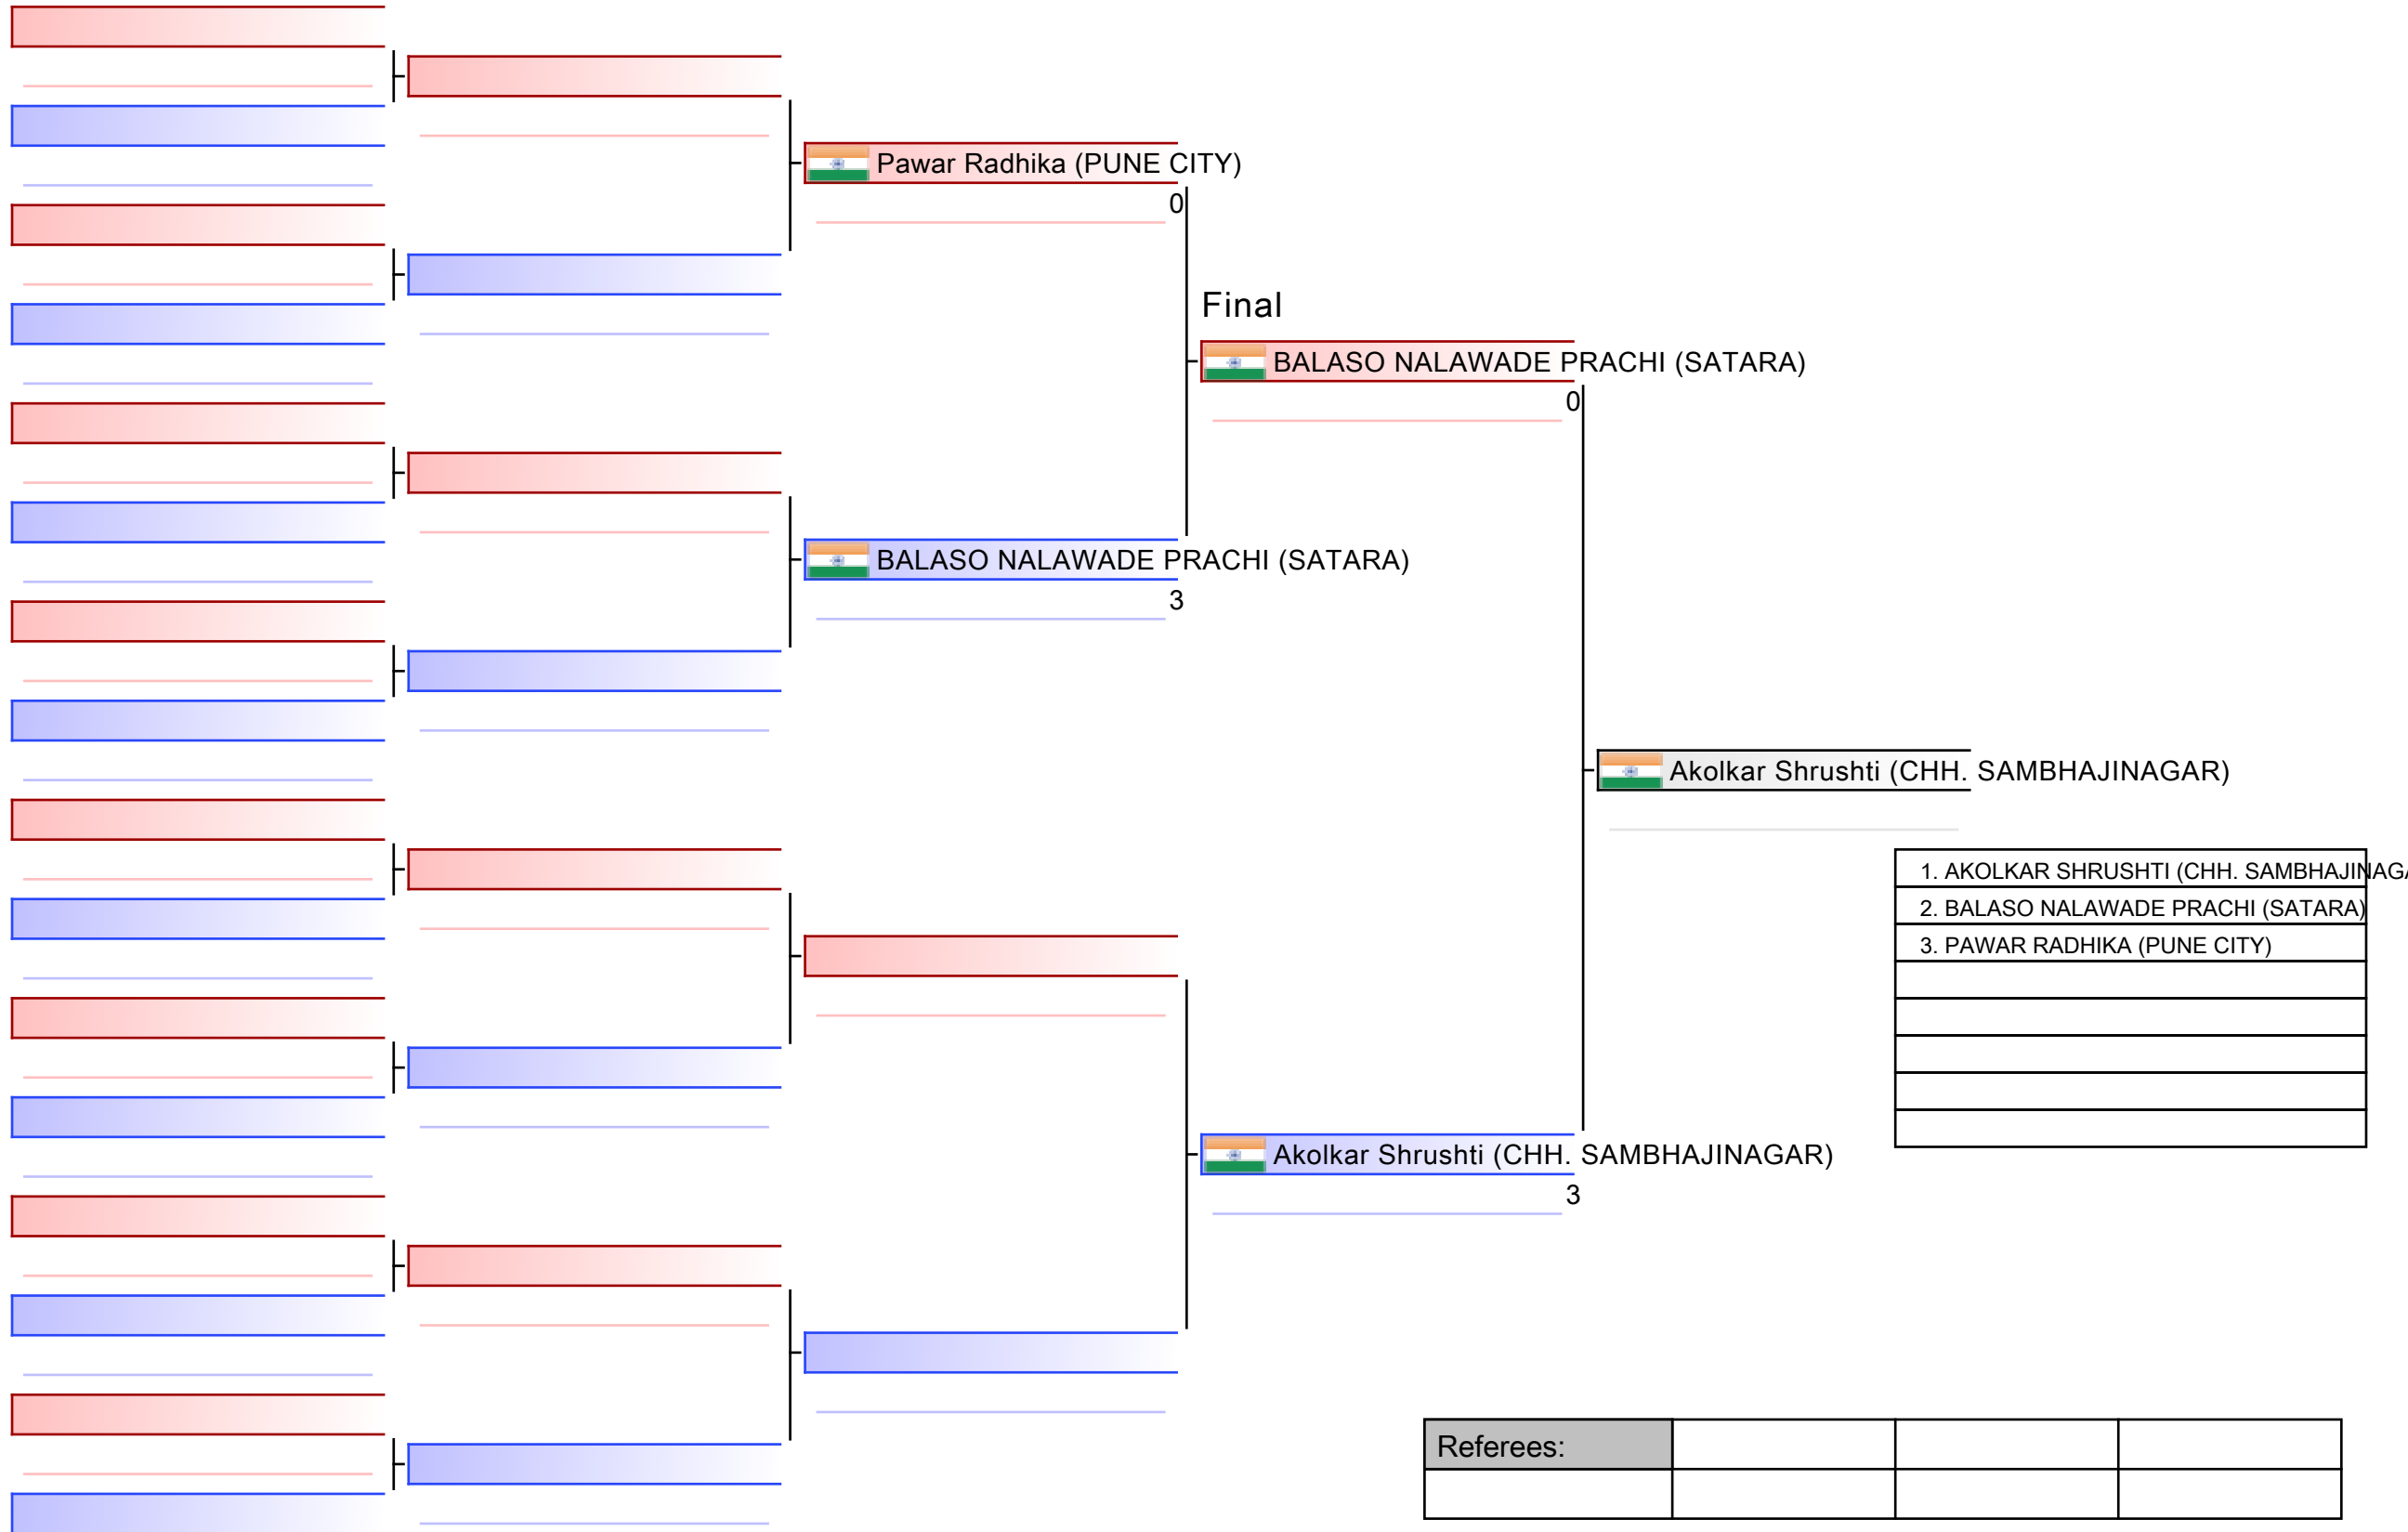 Pawar Radhika (PUNE CITY)
0
Final
BALASO NALAWADE PRACHI (SATARA)
0
BALASO NALAWADE PRACHI (SATARA)
3
Akolkar Shrushti (CHH. SAMBHAJINAGAR)
1. AKOLKAR SHRUSHTI (CHH. SAMBHAJINAGA
2. BALASO NALAWADE PRACHI (SATARA)
3. PAWAR RADHIKA (PUNE CITY)
Akolkar Shrushti (CHH. SAMBHAJINAGAR)
3
Referees: